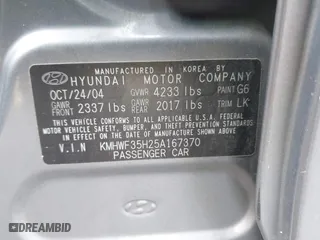 MANUFACTURED IN KOREA BY
HYUNDAI MOTOR COMPANY
OCT/24/04 GVWR 4233 lbs PAINT G6
GAWR FRONT 2337 lbs GAWR REAR 2017 lbs TRIM LK
THIS VEHICLE CONFORMS TO ALL APPLICABLE FEDERAL
MOTOR VEHICLE SAFETY, BUMPER, AND THEFT
PREVENTION STANDARDS IN EFFECT ON THE DATE OF
MANUFACTURE SHOWN ABOVE.
V.I.N KMHWF35H25A167370
PASSENGER CAR
DREAMBID